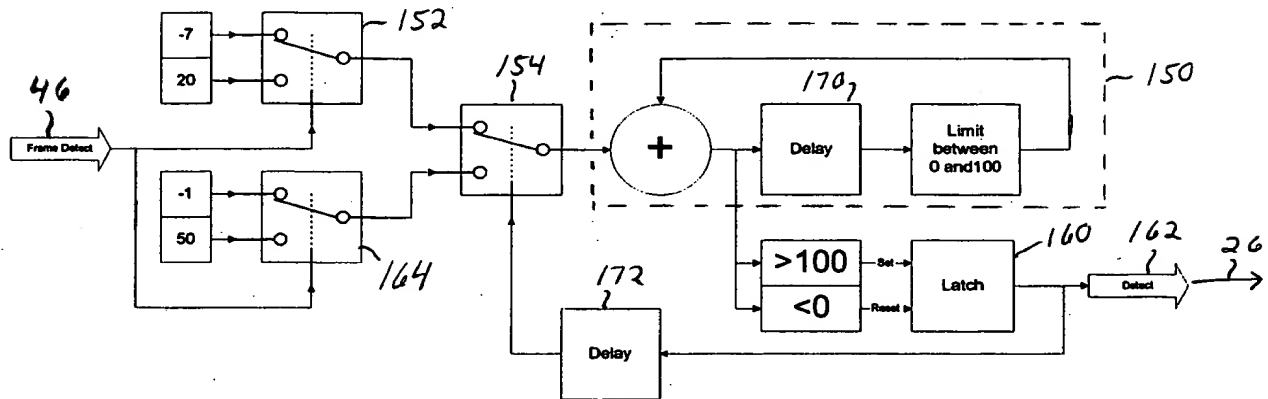 -7
20
152
46
Frame Detect
-1
50
164
154
+
170
Delay
Limit
between
0 and100
150
>100
<0
Set
Reset
160
Latch
162
Detect
26
172
Delay